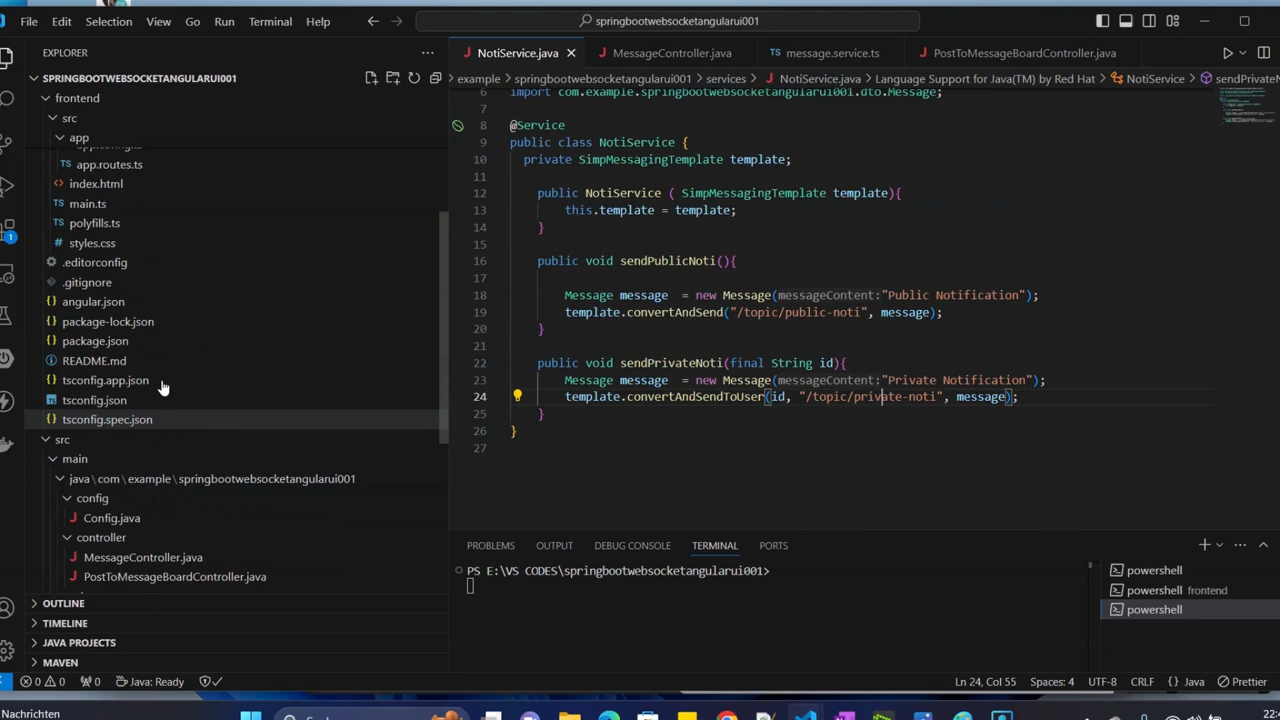 File Edit Selection View Go Run Terminal Help
springbootwebsocketangularui001
EXPLORER
SPRINGBOOTWEBSOCKETANGULARUI001
frontend
src
app
app.routes.ts
index.html
main.ts
polyfills.ts
styles.css
.editorconfig
.gitignore
angular.json
package-lock.json
package.json
README.md
tsconfig.app.json
tsconfig.json
tsconfig.spec.json
src
main
java\com\example\springbootwebsocketangularui001
config
Config.java
controller
MessageController.java
PostToMessageBoardController.java
OUTLINE
TIMELINE
JAVA PROJECTS
MAVEN
NotiService.java MessageController.java message.service.ts PostToMessageBoardController.java
example > springbootwebsocketangularui001 > services > NotiService.java > Language Support for Java(TM) by Red Hat > NotiService > sendPrivateN
6 import com.example.springbootwebsocketangularui001.dto.Message;
7
8 @Service
9 public class NotiService {
10 private SimpMessagingTemplate template;
11
12 public NotiService ( SimpMessagingTemplate template){
13 this.template = template;
14 }
15
16 public void sendPublicNoti(){
17
18 Message message = new Message(messageContent:"Public Notification");
19 template.convertAndSend("/topic/public-noti", message);
20 }
21
22 public void sendPrivateNoti(final String id){
23 Message message = new Message(messageContent:"Private Notification");
24 template.convertAndSendToUser(id, "/topic/private-noti", message);
25 }
26 }
27
PROBLEMS OUTPUT DEBUG CONSOLE TERMINAL PORTS
PS E:\VS CODES\springbootwebsocketangularui001>
powershell
powershell frontend
powershell
1
0 0 0 Java: Ready
Ln 24, Col 55 Spaces: 4 UTF-8 CRLF {} Java Prettier
Nachrichten